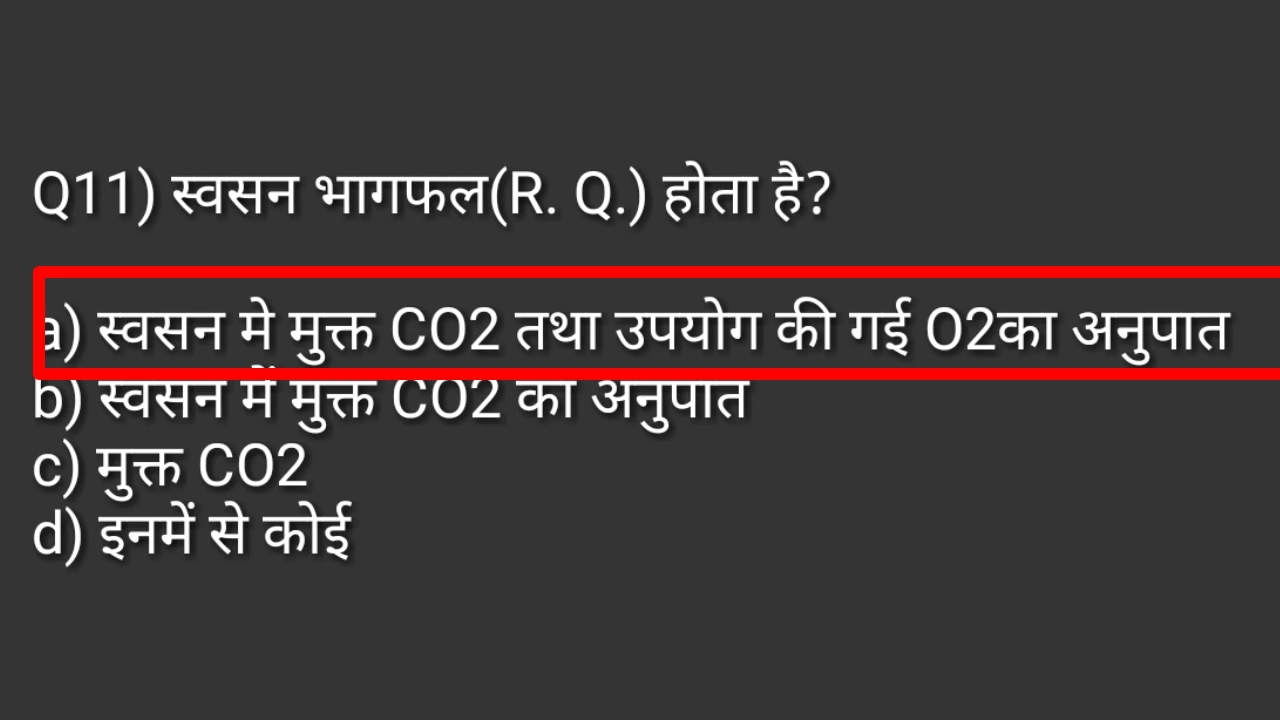 Q11) स्वसन भागफल(R. Q.) होता है?
a) स्वसन मे मुक्त CO2 तथा उपयोग की गई O2का अनुपात
b) स्वसन में मुक्त CO2 का अनुपात
c) मुक्त CO2
d) इनमें से कोई